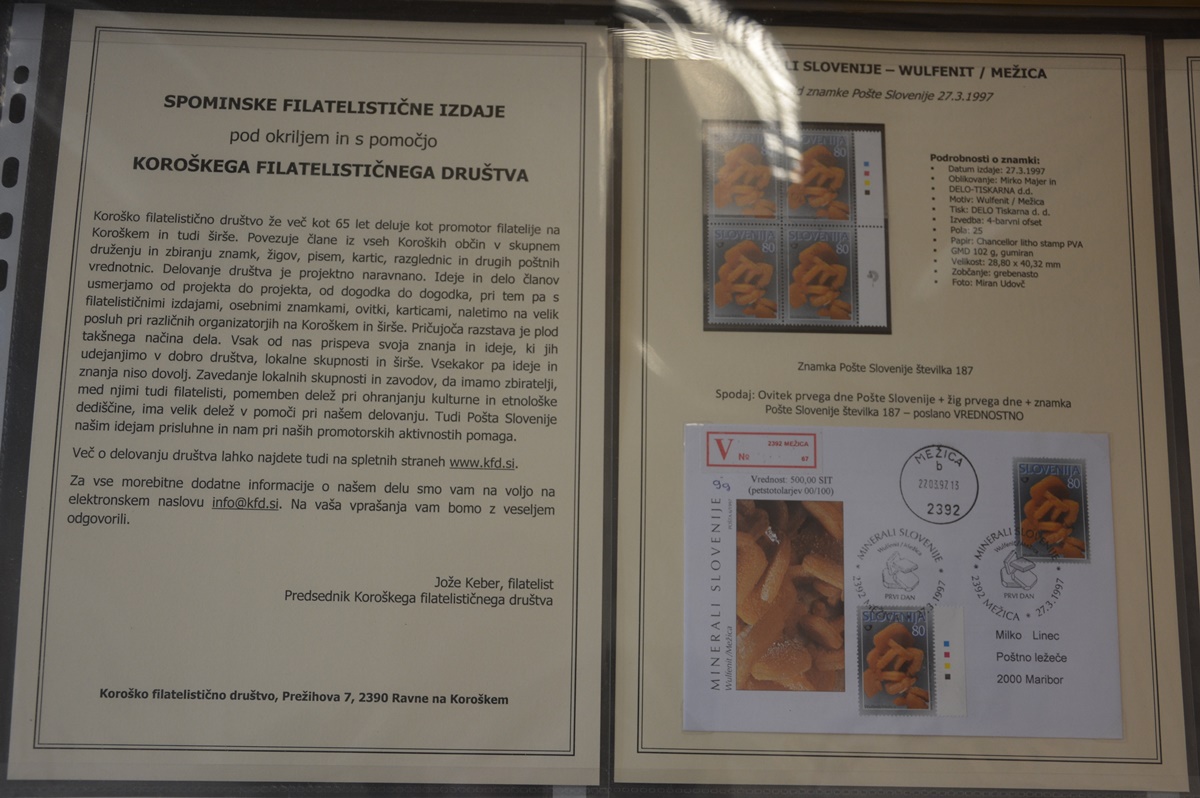 SPOMINSKE FILATELISTIČNE IZDAJE
pod okriljem in s pomočjo
KOROŠKEGA FILATELISTIČNEGA DRUŠTVA
Koroško filatelistično društvo že več kot 65 let deluje kot promotor filatelije na
Koroškem in tudi širše. Povezuje člane iz vseh Koroških občin v skupnem
druženju in zbiranju znamk, žigov, pisem, kartic, razglednic in drugih poštnih
vrednotnic. Delovanje društva je projektno naravnano. Ideje in delo članov
usmerjamo od projekta do projekta, od dogodka do dogodka, pri tem pa s
filatelističnimi izdajami, osebnimi znamkami, ovitki, karticami, naletimo na velik
posluh pri različnih organizatorjih na Koroškem in širše. Pričujoča razstava je plod
takšnega načina dela. Vsak od nas prispeva svoja znanja in ideje, ki jih
udejanjimo v dobro društva, lokalne skupnosti in širše. Vsekakor pa ideje in
znanja niso dovolj. Zavedanje lokalnih skupnosti in zavodov, da imamo zbiratelji,
med njimi tudi filatelisti, pomemben delež pri ohranjanju kulturne in etnološke
dediščine, ima velik delež v pomoči pri našem delovanju. Tudi Pošta Slovenije
našim idejam prisluhne in nam pri naših promotorskih aktivnostih pomaga.
Več o delovanju društva lahko najdete tudi na spletnih straneh www.kfd.si.
Za vse morebitne dodatne informacije o našem delu smo vam na voljo na
elektronskem naslovu info@kfd.si. Na vaša vprašanja vam bomo z veseljem
odgovorili.
Jože Keber, filatelist
Predsednik Koroškega filatelističnega društva
Koroško filatelistično društvo, Prežihova 7, 2390 Ravne na Koroškem
LI SLOVENIJE – WULFENIT / MEŽICA
znamke Pošte Slovenije 27.3.1997
SLOVENIJA 80
SLOVENIJA 80
SLOVENIJA 80
Podrobnosti o znamki:
• Datum izdaje: 27.3.1997
• Oblikovanje: Mirko Majer in
• DELO-TISKARNA d.d.
• Motiv: Wulfenit / Mežica
• Tisk: DELO Tiskarna d. d.
• Izvedba: 4-barvni ofset
• Pola: 25
• Papir: Chancellor litho stamp PVA
• GMD 102 g, gumiran
• Velikost: 28,80 x 40,32 mm
• Zobčanje: grebenasto
• Foto: Miran Udovč
Znamka Pošte Slovenije številka 187
Spodaj: Ovitek prvega dne Pošte Slovenije + žig prvega dne + znamka
Pošte Slovenije številka 187 – poslano VREDNOSTNO
V No 2392 MEŽICA 67
99
Vrednost: 500,00 SIT
(petstotolarjev 00/100)
MINERALI SLOVENIJE
Wulfenit/Mežica
MEŽICA
b
22.03.97.13
2392
MINERALI SLOVENIJE
Wulfenit / Mežica
PRVI DAN
MINERALI SLOVENIJE
PRVI DAN
2392 MEŽICA * 27.3.1997
SLOVENIJA 80
SLOVENIJA 80
Milko Linec
Poštno ležeče
2000 Maribor